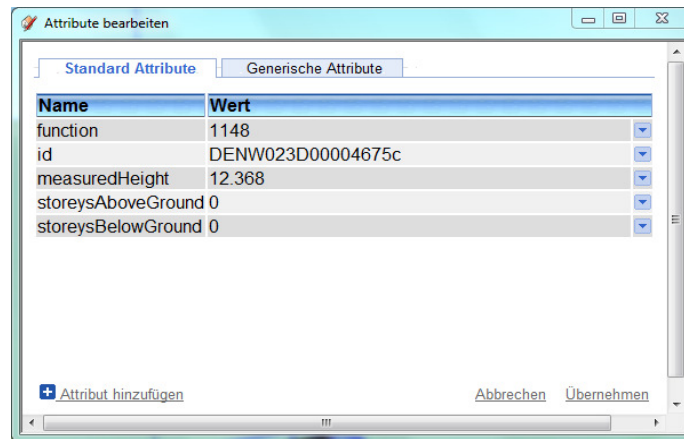 Attribute bearbeiten
Standard Attribute Generische Attribute
Name Wert
function 1148
id DENW023D00004675c
measuredHeight 12.368
storeysAboveGround 0
storeysBelowGround 0
Attribut hinzufügen Abbrechen Übernehmen